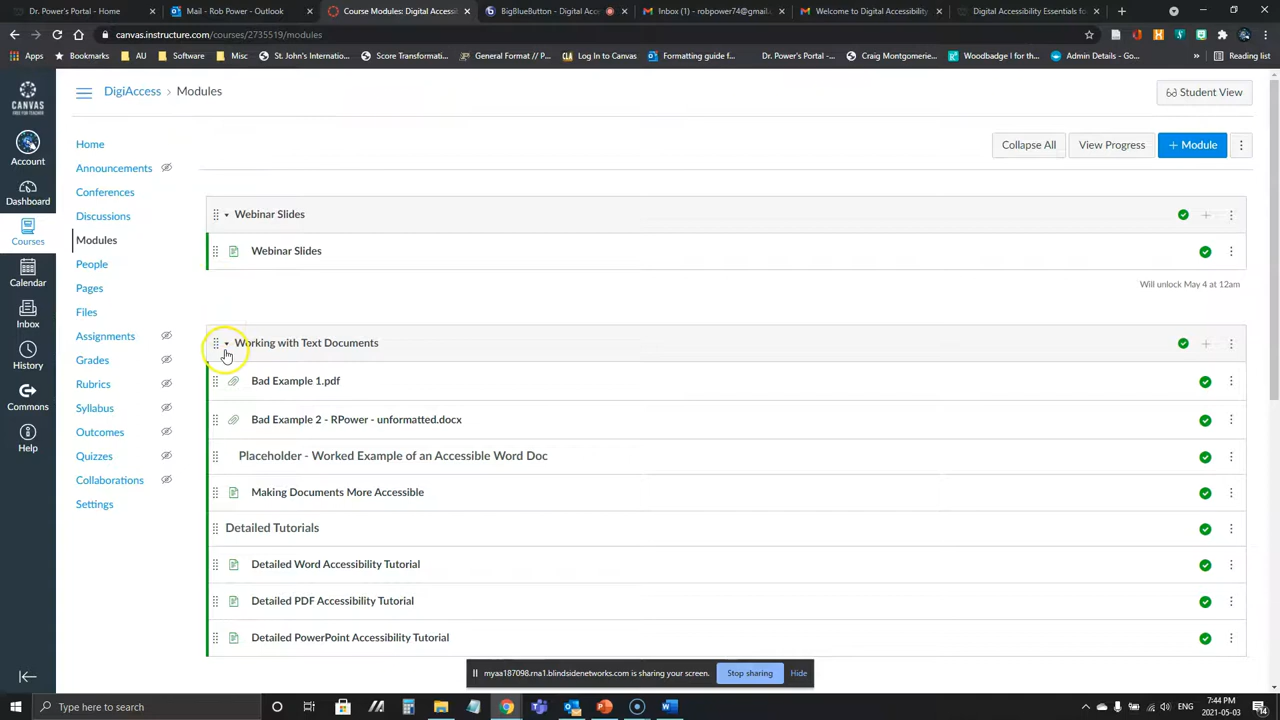 Dr. Power's Portal - Home
Mail - Rob Power - Outlook
Course Modules: Digital Accessi
BigBlueButton - Digital Acce
Inbox (1) - robpower74@gmail.
Welcome to Digital Accessibility
Digital Accessibility Essentials fo
canvas.instructure.com/courses/2735519/modules
Apps
Bookmarks
AU
Software
Misc
St. John's Internatio...
Score Transformati...
General Format //...
Log In to Canvas
Formatting guide f...
Dr. Power's Portal -...
Craig Montgomerie...
Woodbadge I for th...
Admin Details - Go...
Reading list
CANVAS
FREE FOR TEACHER
Account
Dashboard
Courses
Calendar
Inbox
History
Commons
Help
DigiAccess › Modules
Student View
Home
Announcements
Conferences
Discussions
Modules
People
Pages
Files
Assignments
Grades
Rubrics
Syllabus
Outcomes
Quizzes
Collaborations
Settings
Collapse All
View Progress
+ Module
Webinar Slides
Webinar Slides
Will unlock May 4 at 12am
Working with Text Documents
Bad Example 1.pdf
Bad Example 2 - RPower - unformatted.docx
Placeholder - Worked Example of an Accessible Word Doc
Making Documents More Accessible
Detailed Tutorials
Detailed Word Accessibility Tutorial
Detailed PDF Accessibility Tutorial
Detailed PowerPoint Accessibility Tutorial
myaa187098.rna1.blindsidenetworks.com is sharing your screen.
Stop sharing
Hide
Type here to search
ENG
7:44 PM
2021-05-03
14